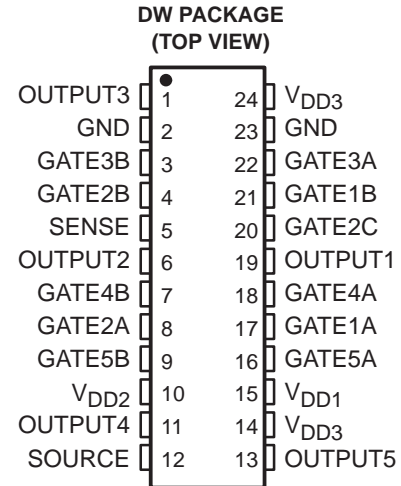 DW PACKAGE
(TOP VIEW)
OUTPUT3 1 24 VDD3
GND 2 23 GND
GATE3B 3 22 GATE3A
GATE2B 4 21 GATE1B
SENSE 5 20 GATE2C
OUTPUT2 6 19 OUTPUT1
GATE4B 7 18 GATE4A
GATE2A 8 17 GATE1A
GATE5B 9 16 GATE5A
VDD2 10 15 VDD1
OUTPUT4 11 14 VDD3
SOURCE 12 13 OUTPUT5